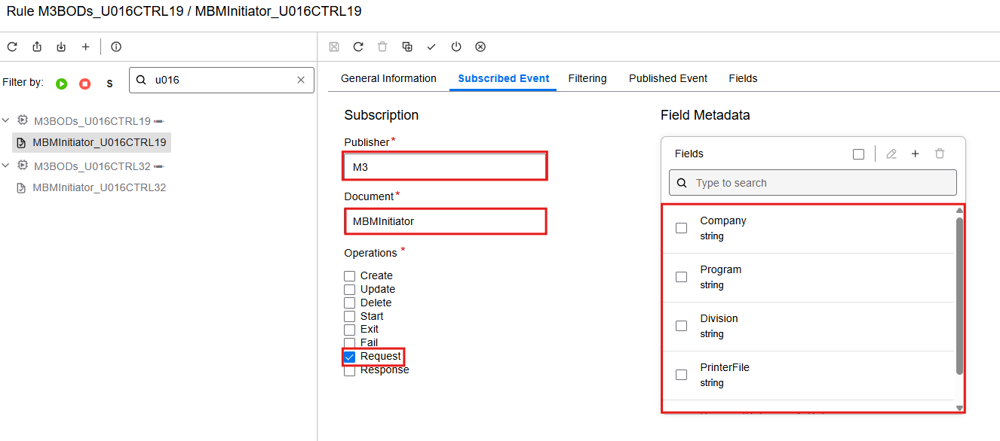 Rule M3BODs_U016CTRL19 / MBMInitiator_U016CTRL19
Filter by:
S
u016
M3BODs_U016CTRL19
MBMInitiator_U016CTRL19
M3BODs_U016CTRL32
MBMInitiator_U016CTRL32
General Information
Subscribed Event
Filtering
Published Event
Fields
Subscription
Publisher*
M3
Document*
MBMInitiator
Operations *
Create
Update
Delete
Start
Exit
Fail
Request
Response
Field Metadata
Fields
Type to search
Company
string
Program
string
Division
string
PrinterFile
string